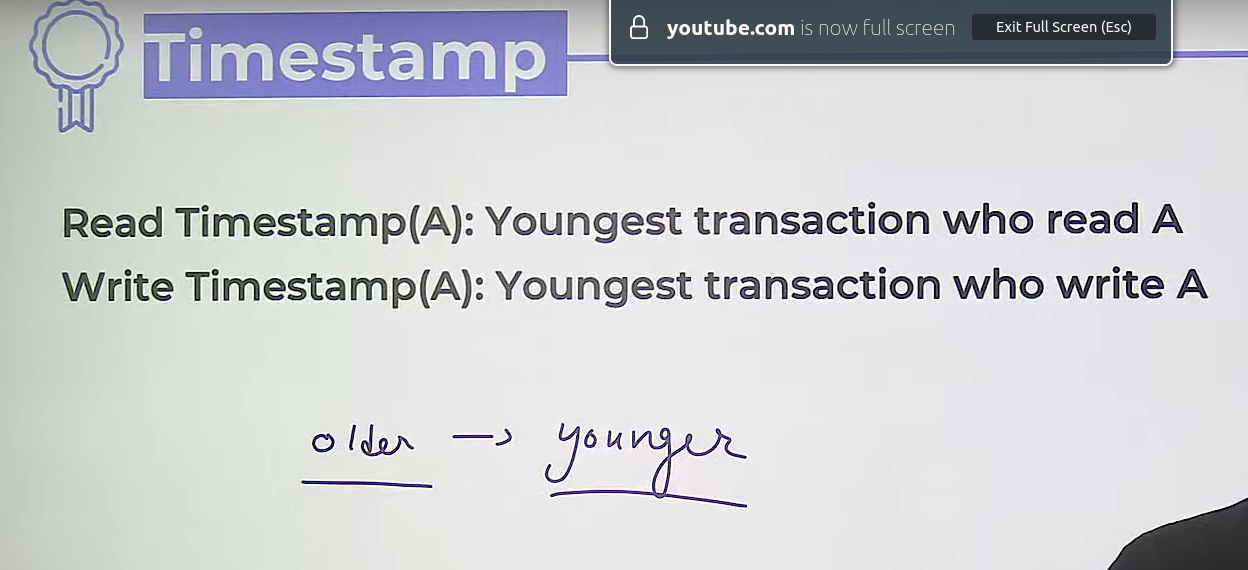 Timestamp
youtube.com is now full screen Exit Full Screen (Esc)
Read Timestamp(A): Youngest transaction who read A
Write Timestamp(A): Youngest transaction who write A
older → younger